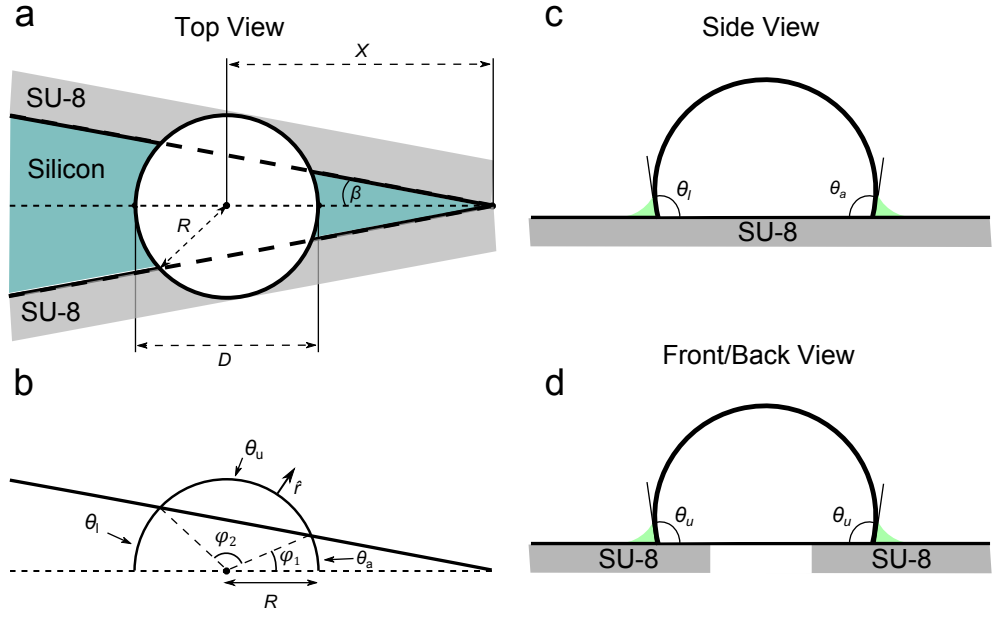 a
Top View
X
SU-8
Silicon
β
R
SU-8
D
b
θu
r̂
θl
φ2
φ1
θa
R
c
Side View
θl
θa
SU-8
Front/Back View
d
θu
θu
SU-8
SU-8